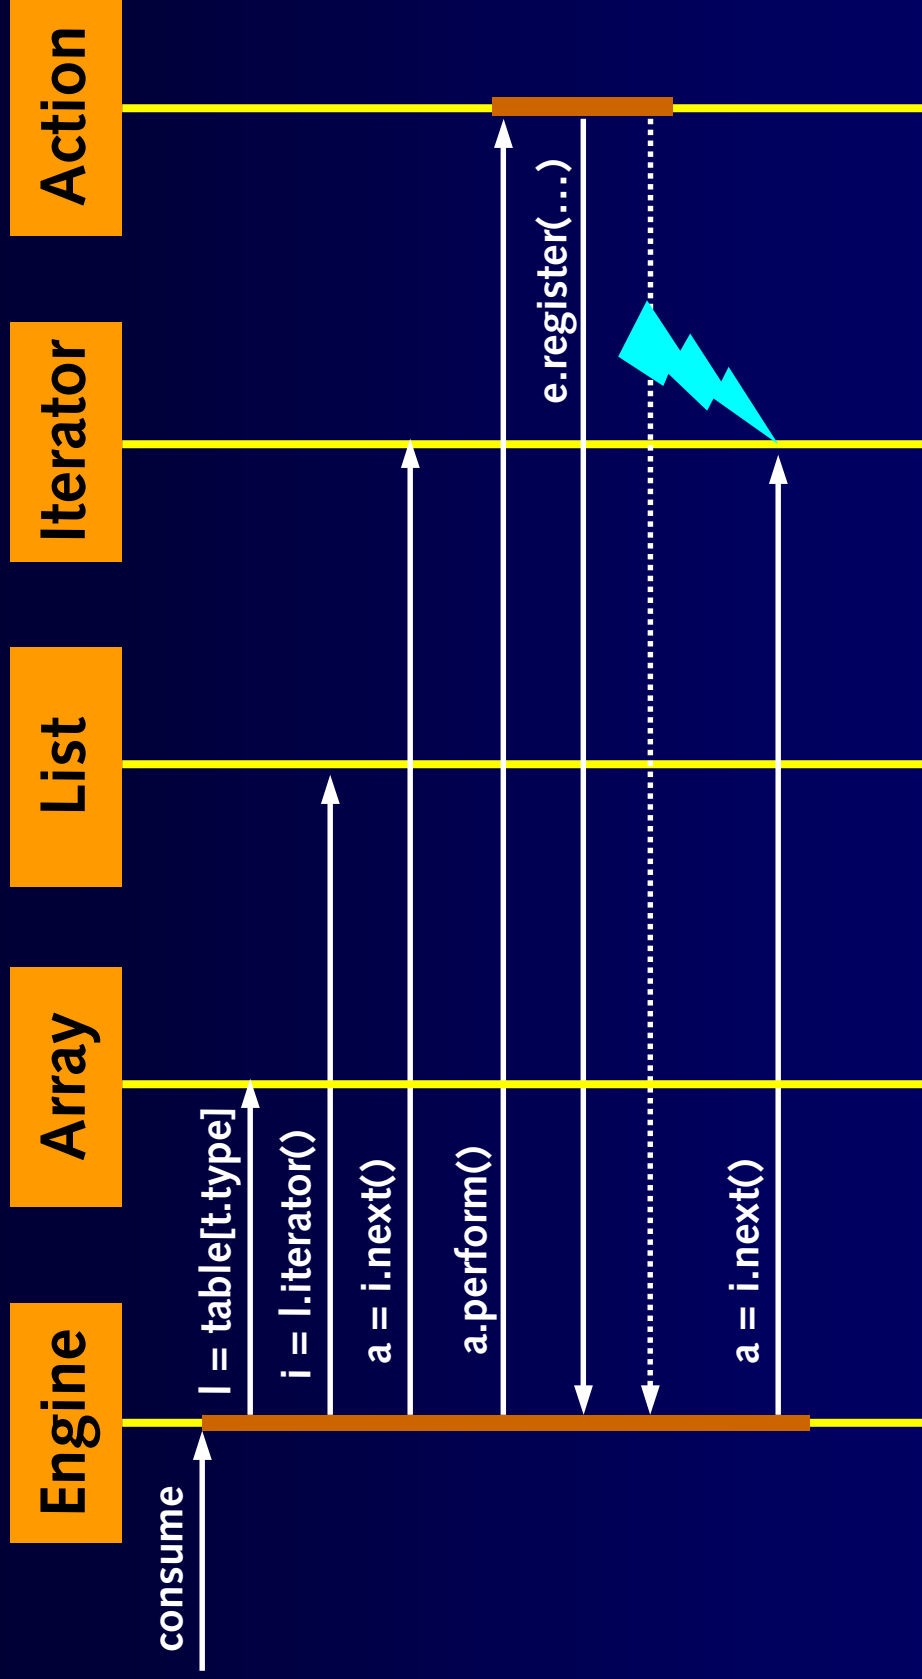 Engine
Array
List
Iterator
Action
consume
l = table[t.type]
i = l.iterator()
a = i.next()
a.perform()
e.register(...)
a = i.next()